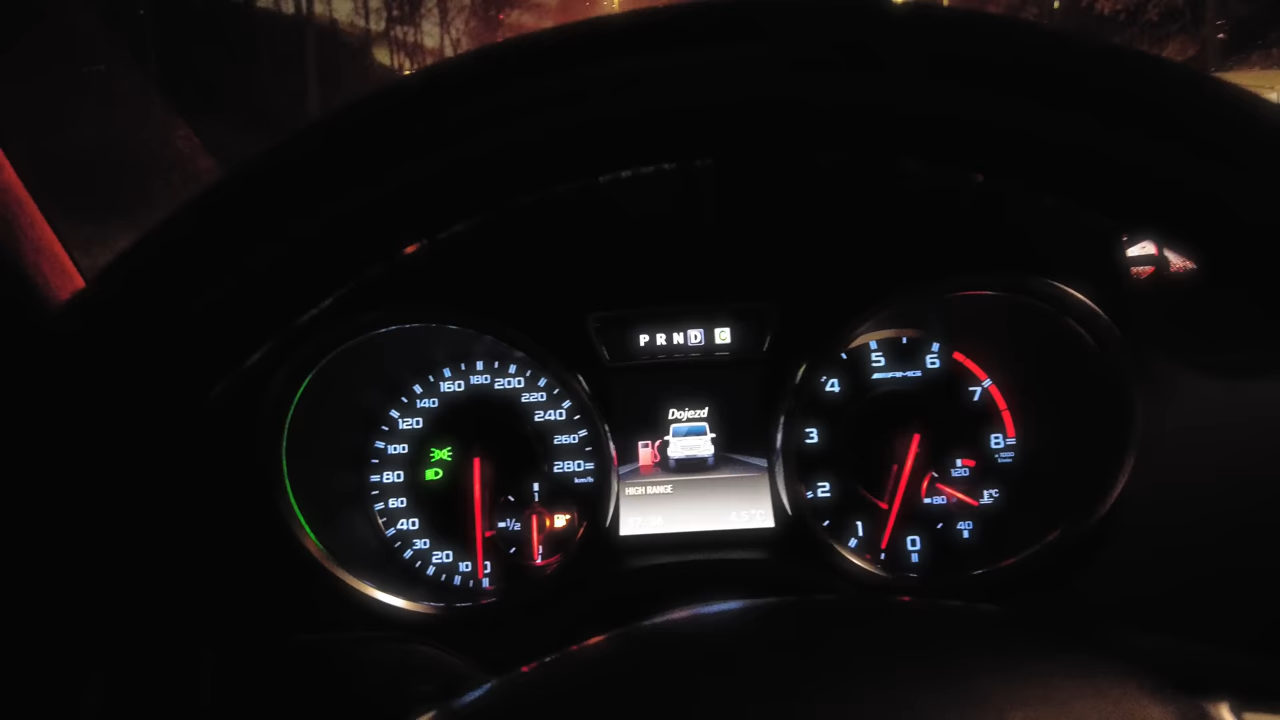 P R N D C
10 20 30 40 60 80 100 120 140 160 180 200 220 240 260 280
km/h
1/2
Dojezd
HIGH RANGE
4.5°C
0 1 2 3 4 5 6 7 8
AMG
x 1000
120
80
°C
40